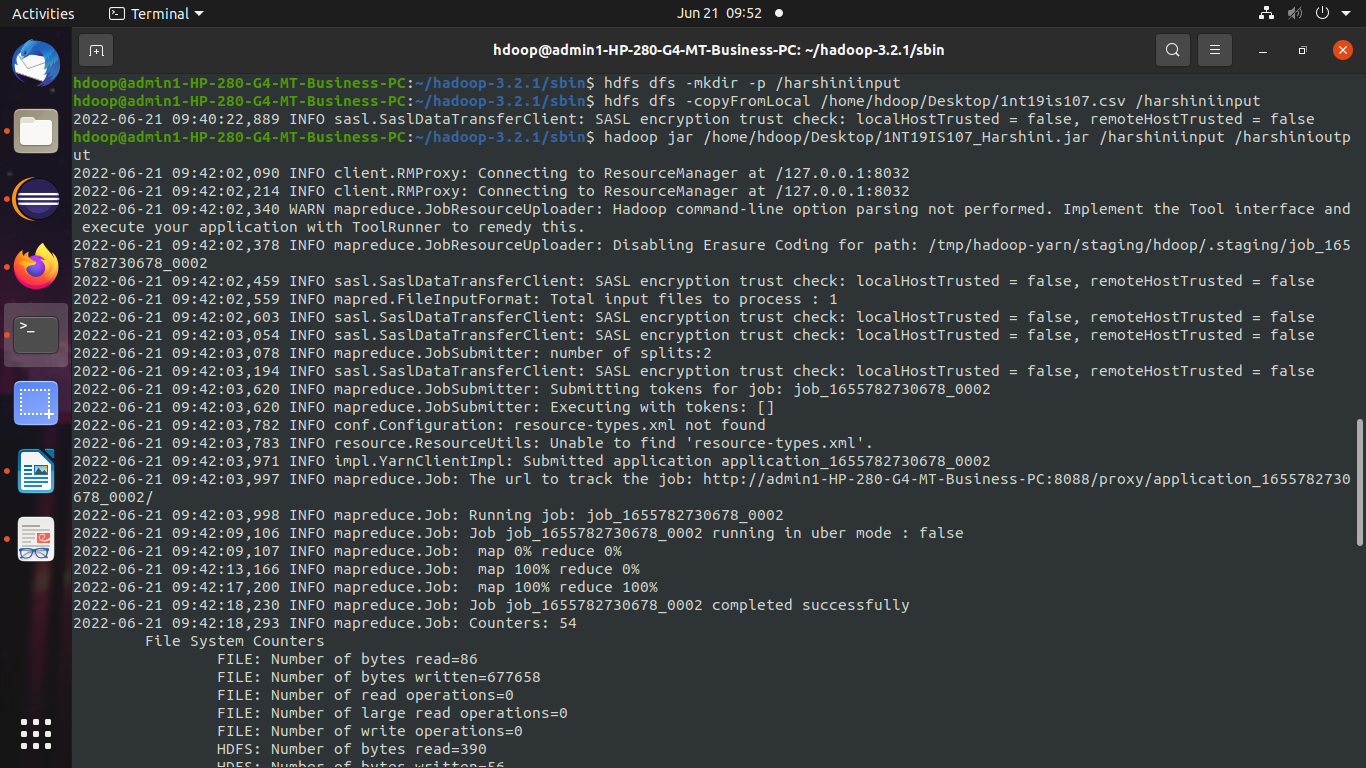 Activities
Terminal
Jun 21 09:52
hdoop@admin1-HP-280-G4-MT-Business-PC: ~/hadoop-3.2.1/sbin
hdoop@admin1-HP-280-G4-MT-Business-PC:~/hadoop-3.2.1/sbin$ hdfs dfs -mkdir -p /harshiniinput
hdoop@admin1-HP-280-G4-MT-Business-PC:~/hadoop-3.2.1/sbin$ hdfs dfs -copyFromLocal /home/hdoop/Desktop/1nt19is107.csv /harshiniinput
2022-06-21 09:40:22,889 INFO sasl.SaslDataTransferClient: SASL encryption trust check: localHostTrusted = false, remoteHostTrusted = false
hdoop@admin1-HP-280-G4-MT-Business-PC:~/hadoop-3.2.1/sbin$ hadoop jar /home/hdoop/Desktop/1NT19IS107_Harshini.jar /harshiniinput /harshinioutp
ut
2022-06-21 09:42:02,090 INFO client.RMProxy: Connecting to ResourceManager at /127.0.0.1:8032
2022-06-21 09:42:02,214 INFO client.RMProxy: Connecting to ResourceManager at /127.0.0.1:8032
2022-06-21 09:42:02,340 WARN mapreduce.JobResourceUploader: Hadoop command-line option parsing not performed. Implement the Tool interface and
 execute your application with ToolRunner to remedy this.
2022-06-21 09:42:02,378 INFO mapreduce.JobResourceUploader: Disabling Erasure Coding for path: /tmp/hadoop-yarn/staging/hdoop/.staging/job_165
5782730678_0002
2022-06-21 09:42:02,459 INFO sasl.SaslDataTransferClient: SASL encryption trust check: localHostTrusted = false, remoteHostTrusted = false
2022-06-21 09:42:02,559 INFO mapred.FileInputFormat: Total input files to process : 1
2022-06-21 09:42:02,603 INFO sasl.SaslDataTransferClient: SASL encryption trust check: localHostTrusted = false, remoteHostTrusted = false
2022-06-21 09:42:03,054 INFO sasl.SaslDataTransferClient: SASL encryption trust check: localHostTrusted = false, remoteHostTrusted = false
2022-06-21 09:42:03,078 INFO mapreduce.JobSubmitter: number of splits:2
2022-06-21 09:42:03,194 INFO sasl.SaslDataTransferClient: SASL encryption trust check: localHostTrusted = false, remoteHostTrusted = false
2022-06-21 09:42:03,620 INFO mapreduce.JobSubmitter: Submitting tokens for job: job_1655782730678_0002
2022-06-21 09:42:03,620 INFO mapreduce.JobSubmitter: Executing with tokens: []
2022-06-21 09:42:03,782 INFO conf.Configuration: resource-types.xml not found
2022-06-21 09:42:03,783 INFO resource.ResourceUtils: Unable to find 'resource-types.xml'.
2022-06-21 09:42:03,971 INFO impl.YarnClientImpl: Submitted application application_1655782730678_0002
2022-06-21 09:42:03,997 INFO mapreduce.Job: The url to track the job: http://admin1-HP-280-G4-MT-Business-PC:8088/proxy/application_1655782730
678_0002/
2022-06-21 09:42:03,998 INFO mapreduce.Job: Running job: job_1655782730678_0002
2022-06-21 09:42:09,106 INFO mapreduce.Job: Job job_1655782730678_0002 running in uber mode : false
2022-06-21 09:42:09,107 INFO mapreduce.Job:  map 0% reduce 0%
2022-06-21 09:42:13,166 INFO mapreduce.Job:  map 100% reduce 0%
2022-06-21 09:42:17,200 INFO mapreduce.Job:  map 100% reduce 100%
2022-06-21 09:42:18,230 INFO mapreduce.Job: Job job_1655782730678_0002 completed successfully
2022-06-21 09:42:18,293 INFO mapreduce.Job: Counters: 54
File System Counters
FILE: Number of bytes read=86
FILE: Number of bytes written=677658
FILE: Number of read operations=0
FILE: Number of large read operations=0
FILE: Number of write operations=0
HDFS: Number of bytes read=390
HDFS: Number of bytes written=56